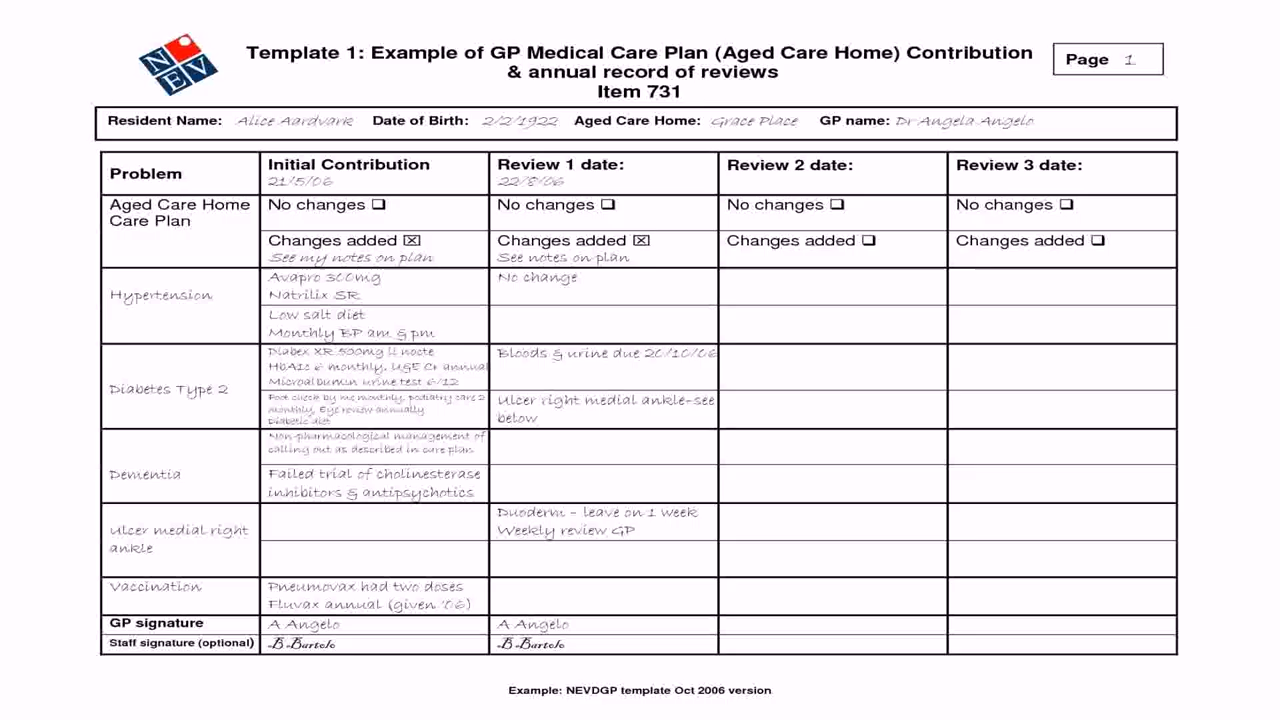 NEV
Template 1: Example of GP Medical Care Plan (Aged Care Home) Contribution
& annual record of reviews
Item 731
Page 1
Resident Name: Alice Aardvark Date of Birth: 2/2/1922 Aged Care Home: Grace Place GP name: Dr Angela Angelo
Problem
Initial Contribution
21/5/06
Review 1 date:
22/8/06
Review 2 date:
Review 3 date:
Aged Care Home
Care Plan
No changes ❑
No changes ❑
No changes ❑
No changes ❑
Changes added ☒
See my notes on plan
Changes added ☒
See notes on plan
Changes added ❑
Changes added ❑
Hypertension
Avapro 300mg
Natrilix SR
No change
Low salt diet
Monthly BP am & pm
Diabetes Type 2
Diabex XR 500mg ii nocte
HbA1c 6 monthly, U&E Cr annual
Microalbumin urine test 6/12
Bloods & urine due 20/10/06
Foot check by me monthly, podiatry care 2
monthly, Eye review annually
Diabetic diet
Ulcer right medial ankle-see
below
Dementia
Non-pharmacological management of
calling out as described in care plan
Failed trial of cholinesterase
inhibitors & antipsychotics
Ulcer medial right
ankle
Duoderm - leave on 1 week
Weekly review GP
Vaccination
Pneumovax had two doses
Fluvax annual (given '06)
GP signature
A Angelo
A Angelo
Staff signature (optional)
B Bartolo
B Bartolo
Example: NEVDGP template Oct 2006 version